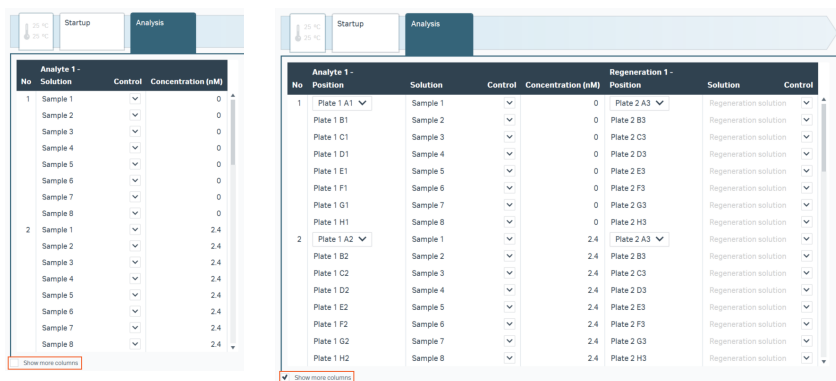 25 °C
25 °C
Startup
Analysis
Analyte 1 -
No Solution Control Concentration (nM)
1 Sample 1 0
Sample 2 0
Sample 3 0
Sample 4 0
Sample 5 0
Sample 6 0
Sample 7 0
Sample 8 0
2 Sample 1 2.4
Sample 2 2.4
Sample 3 2.4
Sample 4 2.4
Sample 5 2.4
Sample 6 2.4
Sample 7 2.4
Sample 8 2.4
Show more columns
25 °C
25 °C
Startup
Analysis
Analyte 1 - Regeneration 1 -
No Position Solution Control Concentration (nM) Position Solution Control
1 Plate 1 A1 Sample 1 0 Plate 2 A3 Regeneration solution
Plate 1 B1 Sample 2 0 Plate 2 B3 Regeneration solution
Plate 1 C1 Sample 3 0 Plate 2 C3 Regeneration solution
Plate 1 D1 Sample 4 0 Plate 2 D3 Regeneration solution
Plate 1 E1 Sample 5 0 Plate 2 E3 Regeneration solution
Plate 1 F1 Sample 6 0 Plate 2 F3 Regeneration solution
Plate 1 G1 Sample 7 0 Plate 2 G3 Regeneration solution
Plate 1 H1 Sample 8 0 Plate 2 H3 Regeneration solution
2 Plate 1 A2 Sample 1 2.4 Plate 2 A3 Regeneration solution
Plate 1 B2 Sample 2 2.4 Plate 2 B3 Regeneration solution
Plate 1 C2 Sample 3 2.4 Plate 2 C3 Regeneration solution
Plate 1 D2 Sample 4 2.4 Plate 2 D3 Regeneration solution
Plate 1 E2 Sample 5 2.4 Plate 2 E3 Regeneration solution
Plate 1 F2 Sample 6 2.4 Plate 2 F3 Regeneration solution
Plate 1 G2 Sample 7 2.4 Plate 2 G3 Regeneration solution
Plate 1 H2 Sample 8 2.4 Plate 2 H3 Regeneration solution
Show more columns